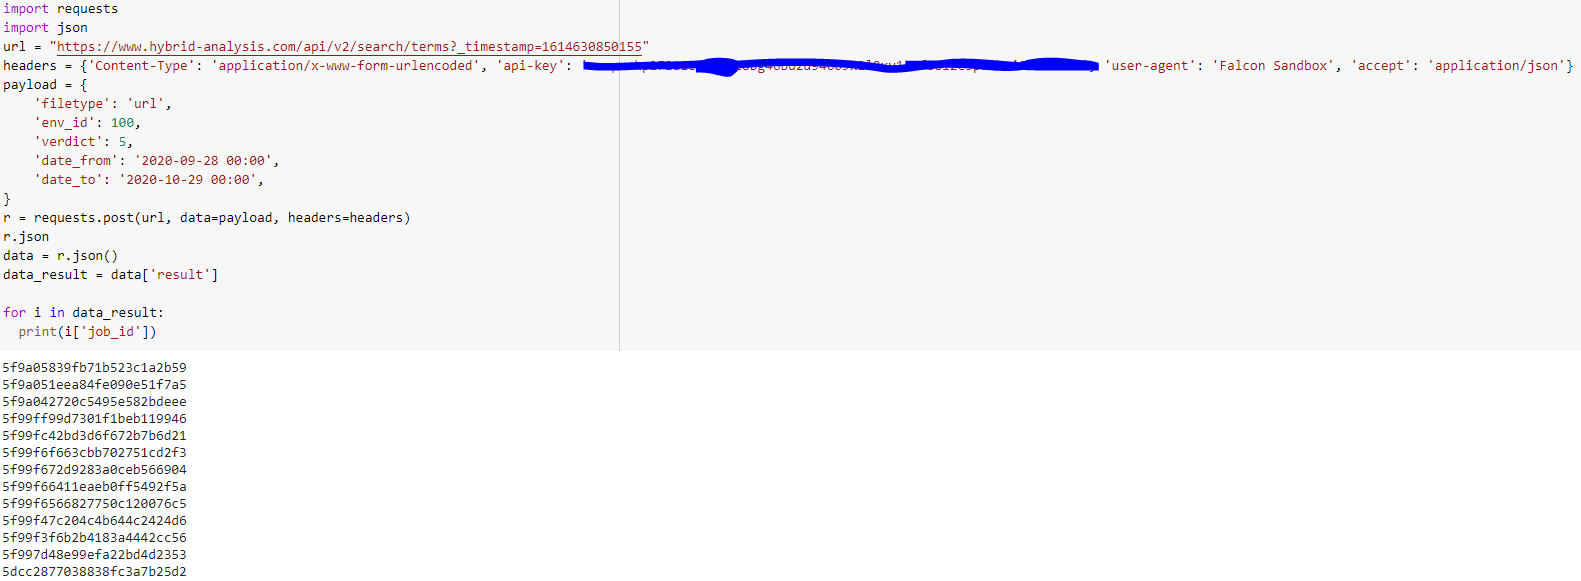 import requests
import json
url = "https://www.hybrid-analysis.com/api/v2/search/terms?_timestamp=1614630850155"
headers = {'Content-Type': 'application/x-www-form-urlencoded', 'api-key': 'user-agent': 'Falcon Sandbox', 'accept': 'application/json'}
payload = {
    'filetype': 'url',
    'env_id': 100,
    'verdict': 5,
    'date_from': '2020-09-28 00:00',
    'date_to': '2020-10-29 00:00',
}
r = requests.post(url, data=payload, headers=headers)
r.json
data = r.json()
data_result = data['result']
for i in data_result:
  print(i['job_id'])
5f9a05839fb71b523c1a2b59
5f9a051eea84fe090e51f7a5
5f9a042720c5495e582bdeee
5f99ff99d7301f1beb119946
5f99fc42bd3d6f672b7b6d21
5f99f6f663cbb702751cd2f3
5f99f672d9283a0ceb566904
5f99f66411eaeb0ff5492f5a
5f99f6566827750c120076c5
5f99f47c204c4b644c2424d6
5f99f3f6b2b4183a4442cc56
5f997d48e99efa22bd4d2353
5dcc2877038838fc3a7b25d2